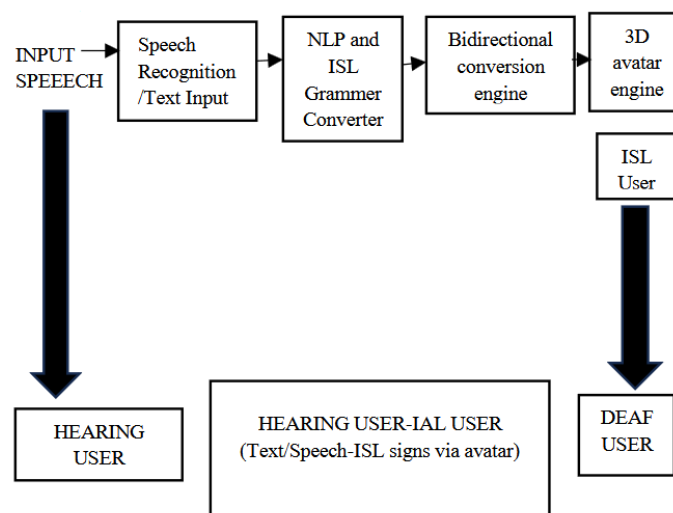 INPUT
SPEEECH
Speech
Recognition
/Text Input
NLP and
ISL
Grammer
Converter
Bidirectional
conversion
engine
3D
avatar
engine
ISL
User
HEARING
USER
HEARING USER-IAL USER
(Text/Speech-ISL signs via avatar)
DEAF
USER